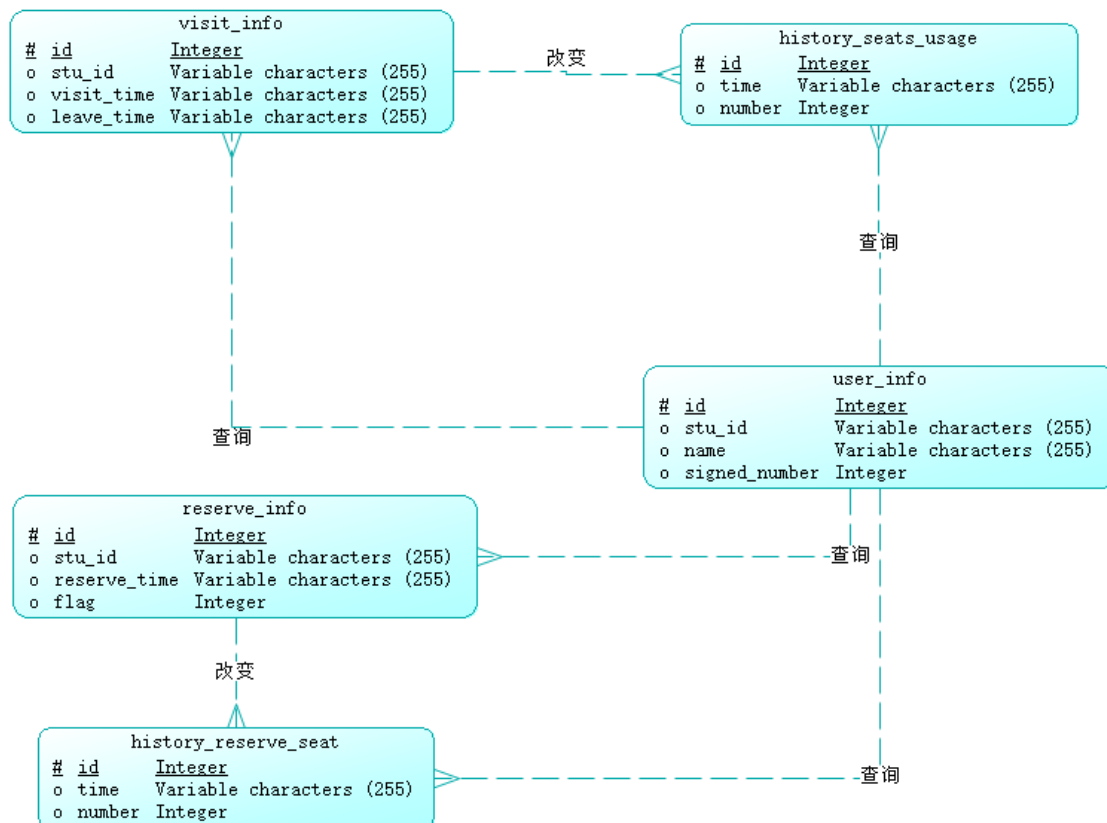 visit_info
# id Integer
o stu_id Variable characters (255)
o visit_time Variable characters (255)
o leave_time Variable characters (255)
改变
history_seats_usage
# id Integer
o time Variable characters (255)
o number Integer
查询
user_info
# id Integer
o stu_id Variable characters (255)
o name Variable characters (255)
o signed_number Integer
查询
reserve_info
# id Integer
o stu_id Variable characters (255)
o reserve_time Variable characters (255)
o flag Integer
查询
改变
history_reserve_seat
# id Integer
o time Variable characters (255)
o number Integer
查询